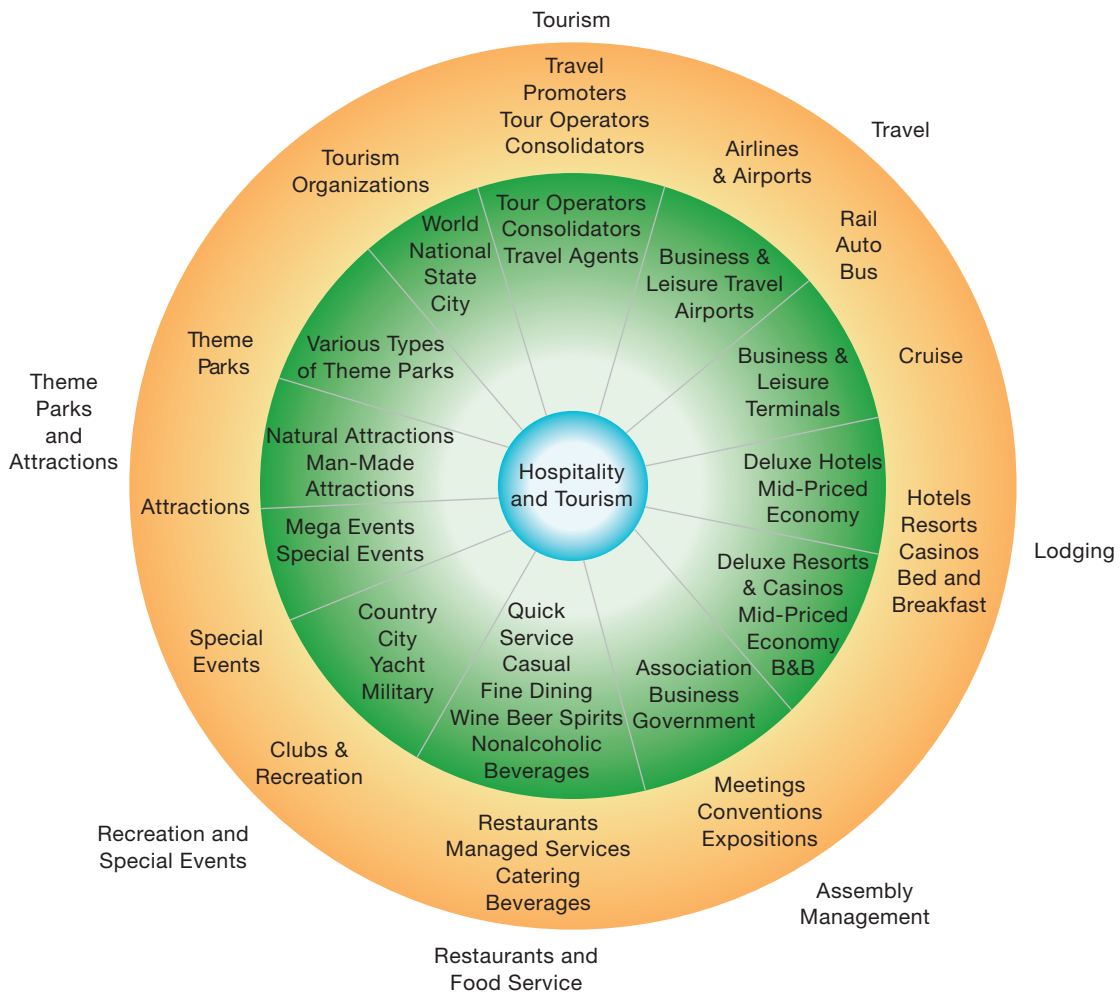 Tourism
Travel
Promoters
Tour Operators
Consolidators
Travel
Airlines
& Airports
Rail
Auto
Bus
Cruise
Lodging
Hotels
Resorts
Casinos
Bed and
Breakfast
Assembly
Management
Meetings
Conventions
Expositions
Restaurants and
Food Service
Restaurants
Managed Services
Catering
Beverages
Recreation and
Special Events
Clubs &
Recreation
Special
Events
Theme
Parks
and
Attractions
Attractions
Theme
Parks
Tourism
Organizations
Tour Operators
Consolidators
Travel Agents
Business &
Leisure Travel
Airports
Business &
Leisure
Terminals
Deluxe Hotels
Mid-Priced
Economy
Deluxe Resorts
& Casinos
Mid-Priced
Economy
B&B
Association
Business
Government
Quick
Service
Casual
Fine Dining
Wine Beer Spirits
Nonalcoholic
Beverages
Country
City
Yacht
Military
Mega Events
Special Events
Natural Attractions
Man-Made
Attractions
Various Types
of Theme Parks
World
National
State
City
Hospitality
and Tourism